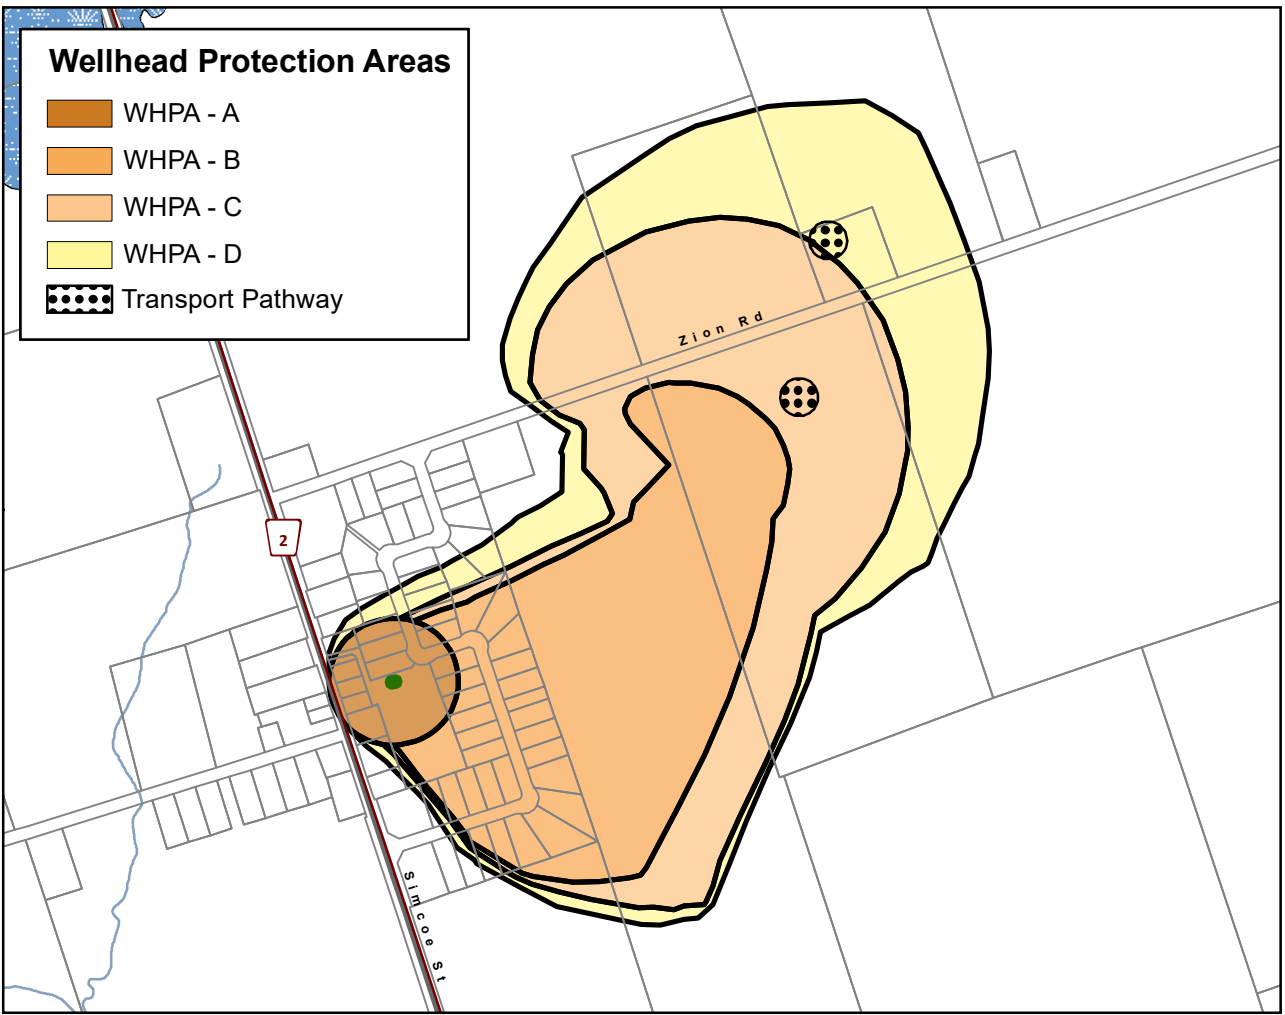 Wellhead Protection Areas
WHPA - A
WHPA - B
WHPA - C
WHPA - D
Transport Pathway
Zion Rd
2
Simcoe St